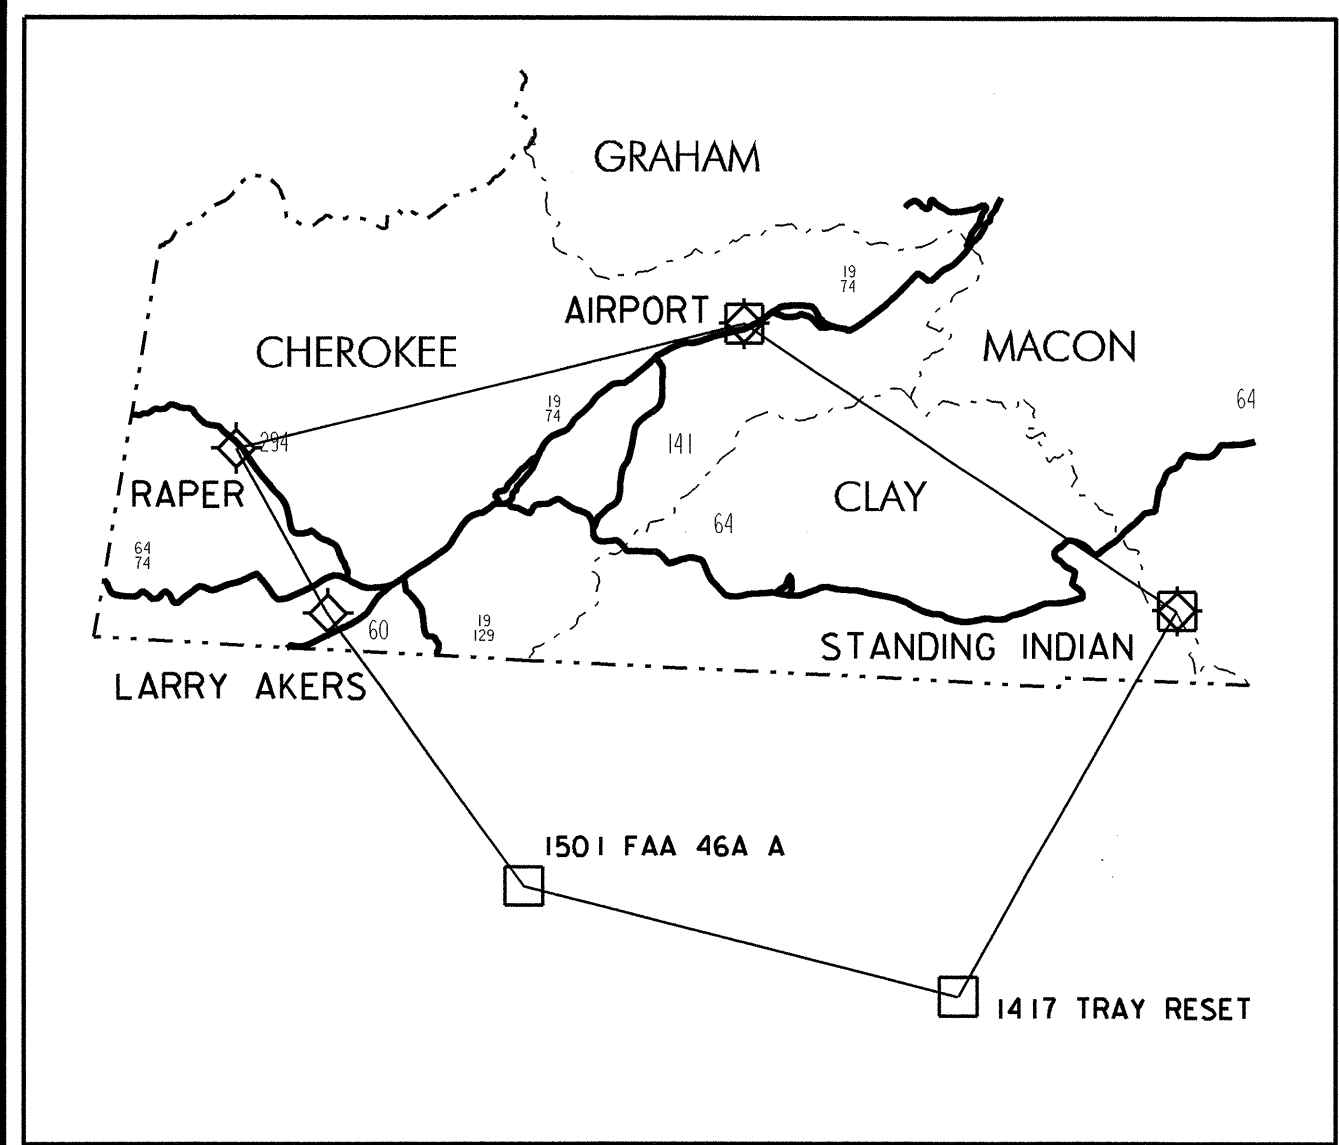 GRAHAM
19
74
AIRPORT
CHEROKEE
MACON
19
74
64
294
141
RAPER
CLAY
64
64
74
60
19
129
STANDING INDIAN
LARRY AKERS
1501 FAA 46A A
1417 TRAY RESET